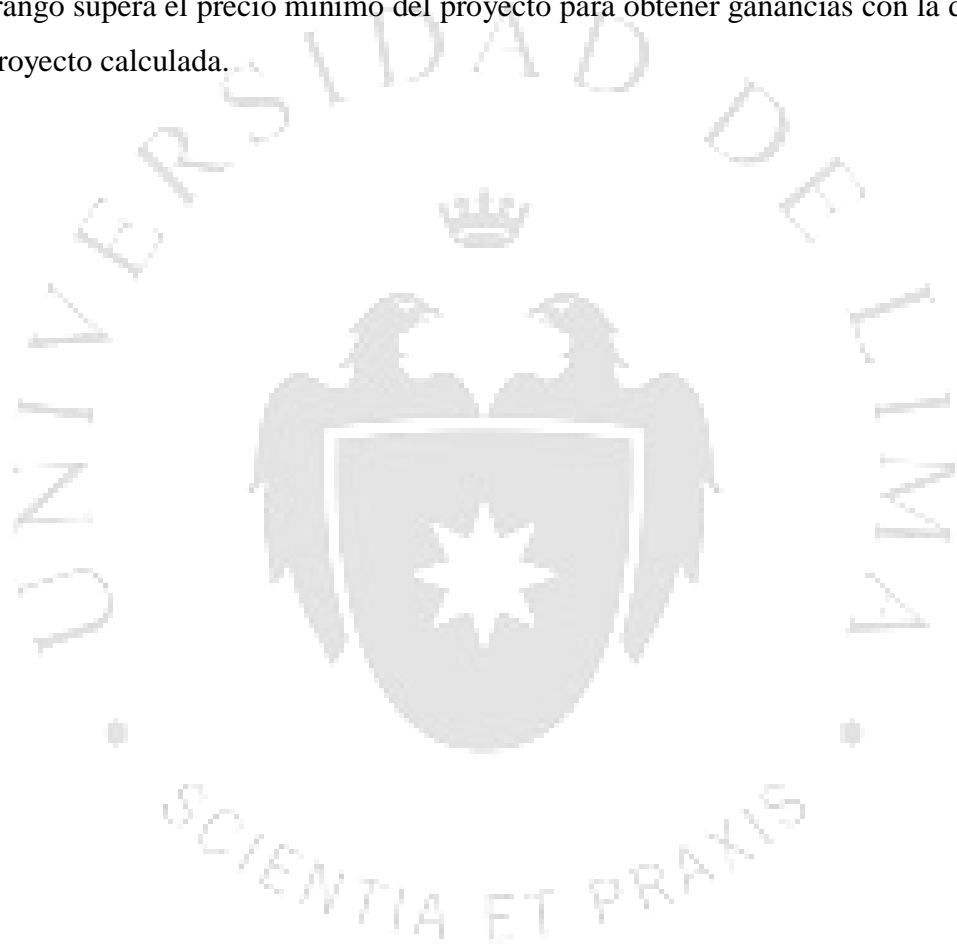 rango supera el precio mínimo del proyecto para obtener ganancias con la
royecto calculada.
UNIVERSIDAD DE LIMA
SCIENTIA ET PRAXIS